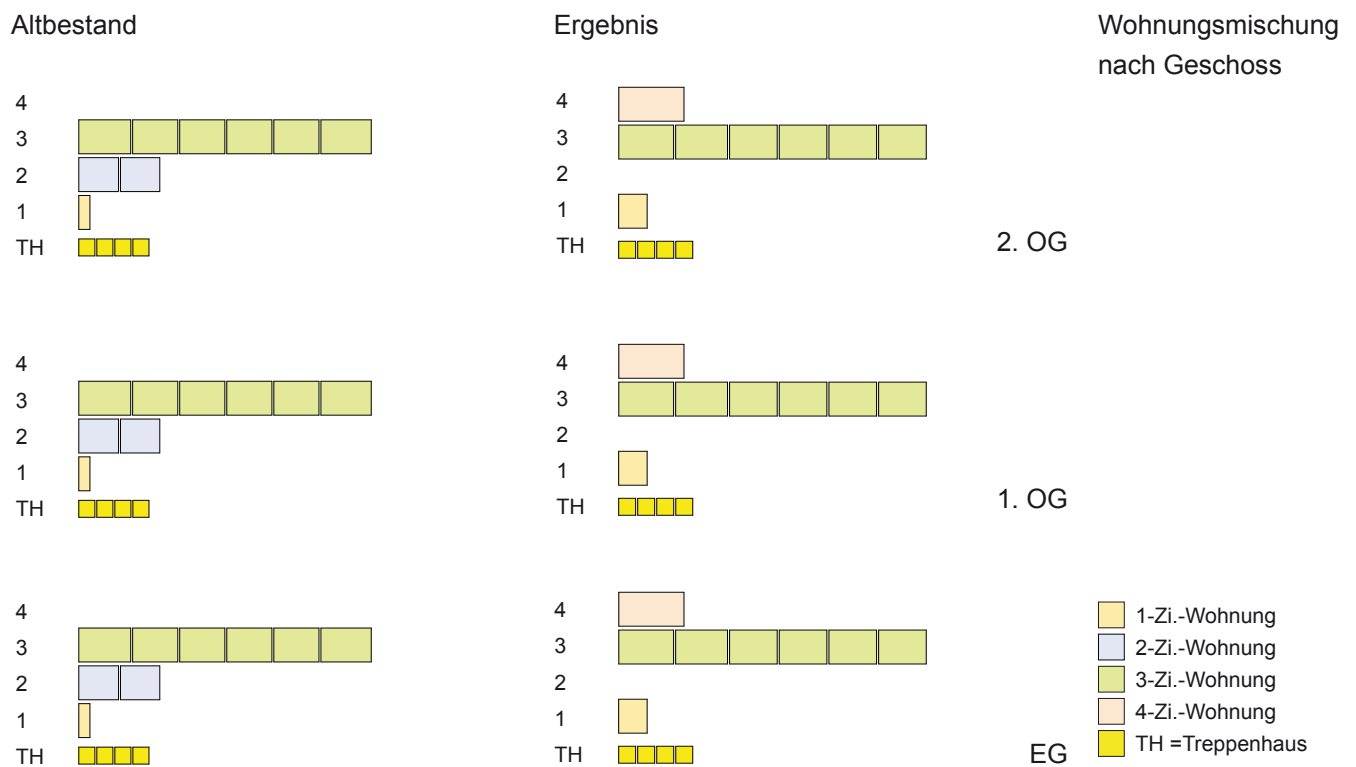 Altbestand
Ergebnis
Wohnungsmischung
nach Geschoss
4
3
2
1
TH
4
3
2
1
TH
2. OG
4
3
2
1
TH
4
3
2
1
TH
1. OG
4
3
2
1
TH
4
3
2
1
TH
EG
1-Zi.-Wohnung
2-Zi.-Wohnung
3-Zi.-Wohnung
4-Zi.-Wohnung
TH =Treppenhaus